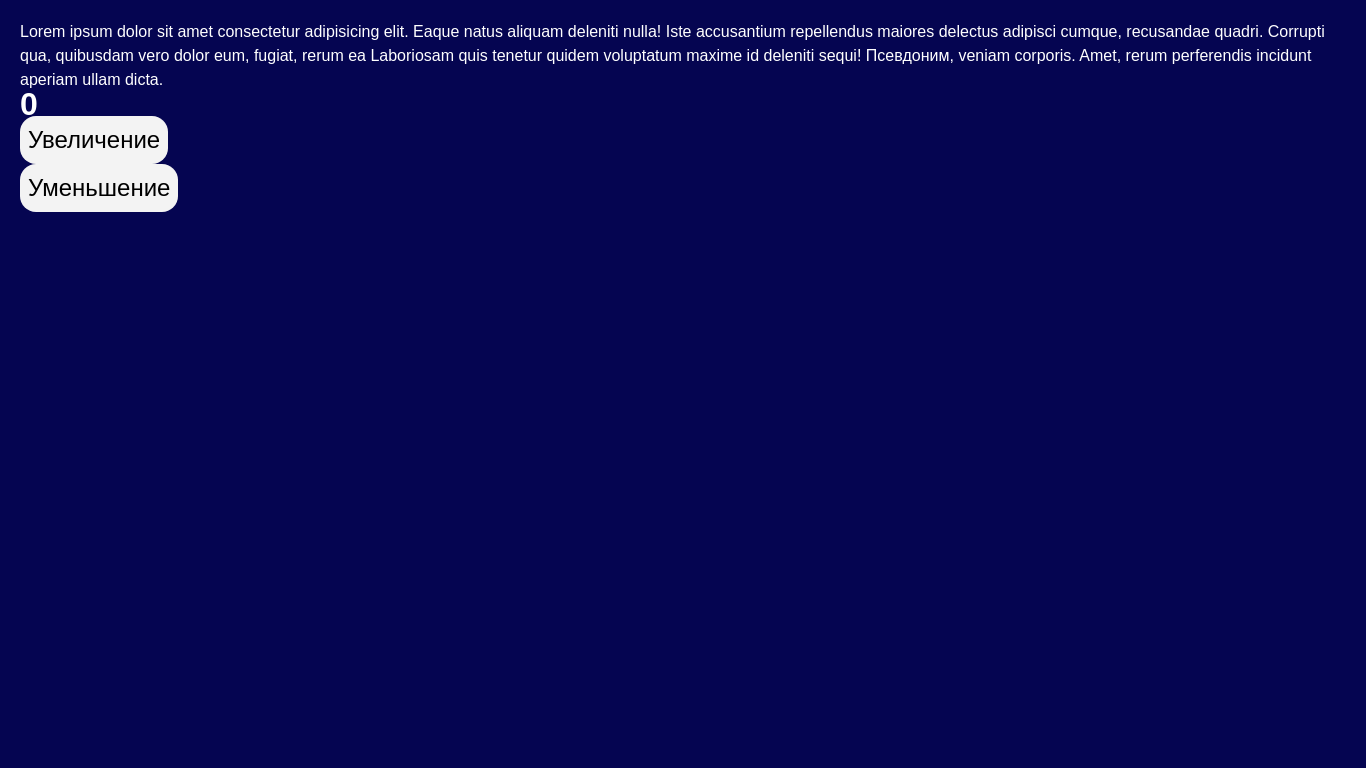 Lorem ipsum dolor sit amet consectetur adipisicing elit. Eaque natus aliquam deleniti nulla! Iste accusantium repellendus maiores delectus adipisci cumque, recusandae quadri. Corrupti
qua, quibusdam vero dolor eum, fugiat, rerum ea Laboriosam quis tenetur quidem voluptatum maxime id deleniti sequi! Псевдоним, veniam corporis. Amet, rerum perferendis incidunt
aperiam ullam dicta.
0
Увеличение
Уменьшение